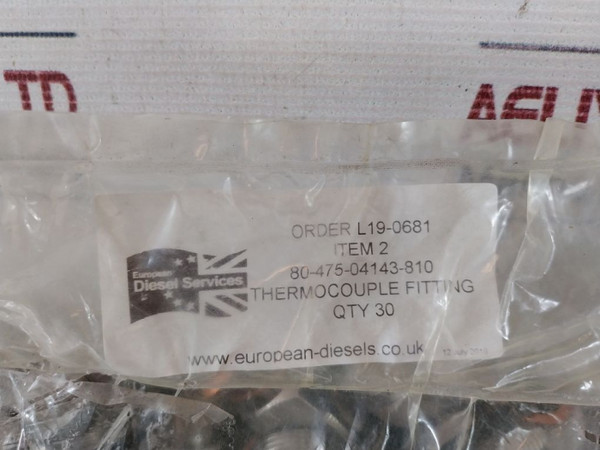 TD
ORDER L19-0681
ITEM 2
80-475-04143-810
THERMOCOUPLE FITTING
QTY 30
European
Diesel Services
www.european-diesels.co.uk